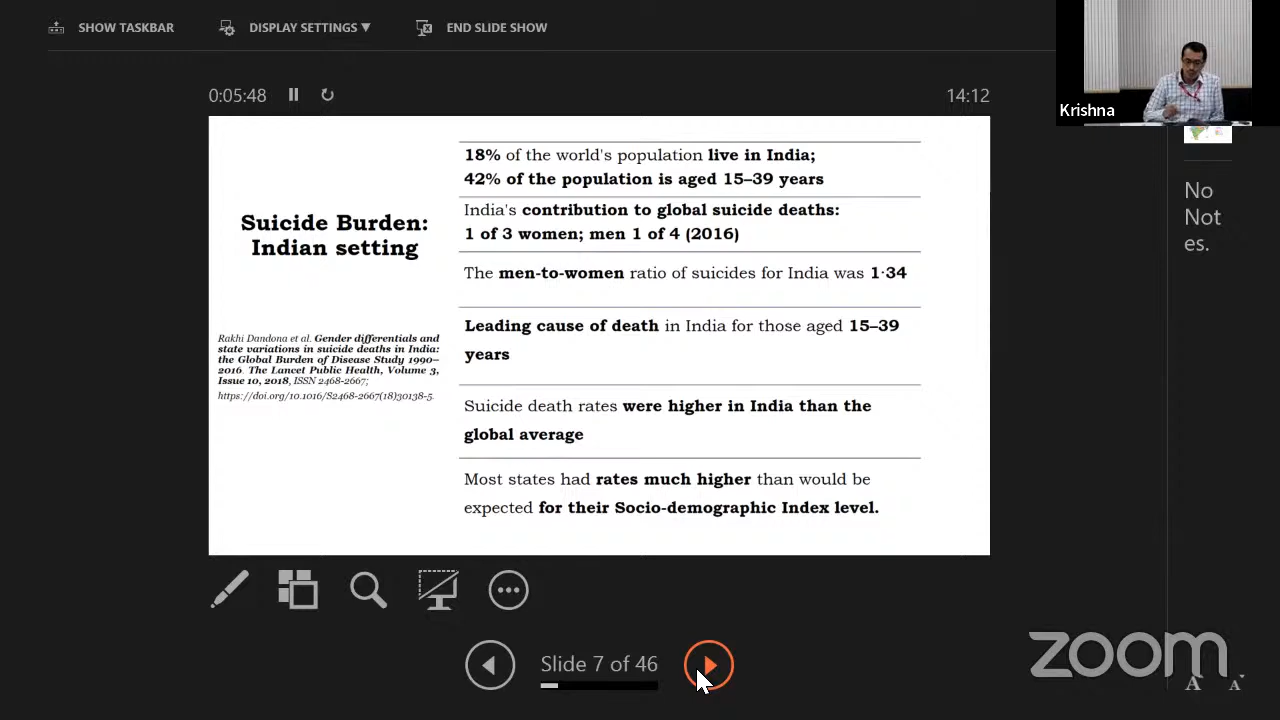 SHOW TASKBAR
DISPLAY SETTINGS ▼
END SLIDE SHOW
Krishna
0:05:48
14:12
Suicide Burden:
Indian setting
Rakhi Dandona et al. Gender differentials and
state variations in suicide deaths in India:
the Global Burden of Disease Study 1990–
2016. The Lancet Public Health, Volume 3,
Issue 10, 2018, ISSN 2468-2667;
https://doi.org/10.1016/S2468-2667(18)30138-5.
18% of the world's population live in India;
42% of the population is aged 15–39 years
India's contribution to global suicide deaths:
1 of 3 women; men 1 of 4 (2016)
The men-to-women ratio of suicides for India was 1·34
Leading cause of death in India for those aged 15–39
years
Suicide death rates were higher in India than the
global average
Most states had rates much higher than would be
expected for their Socio-demographic Index level.
No
Not
es.
Slide 7 of 46
zoom
A A